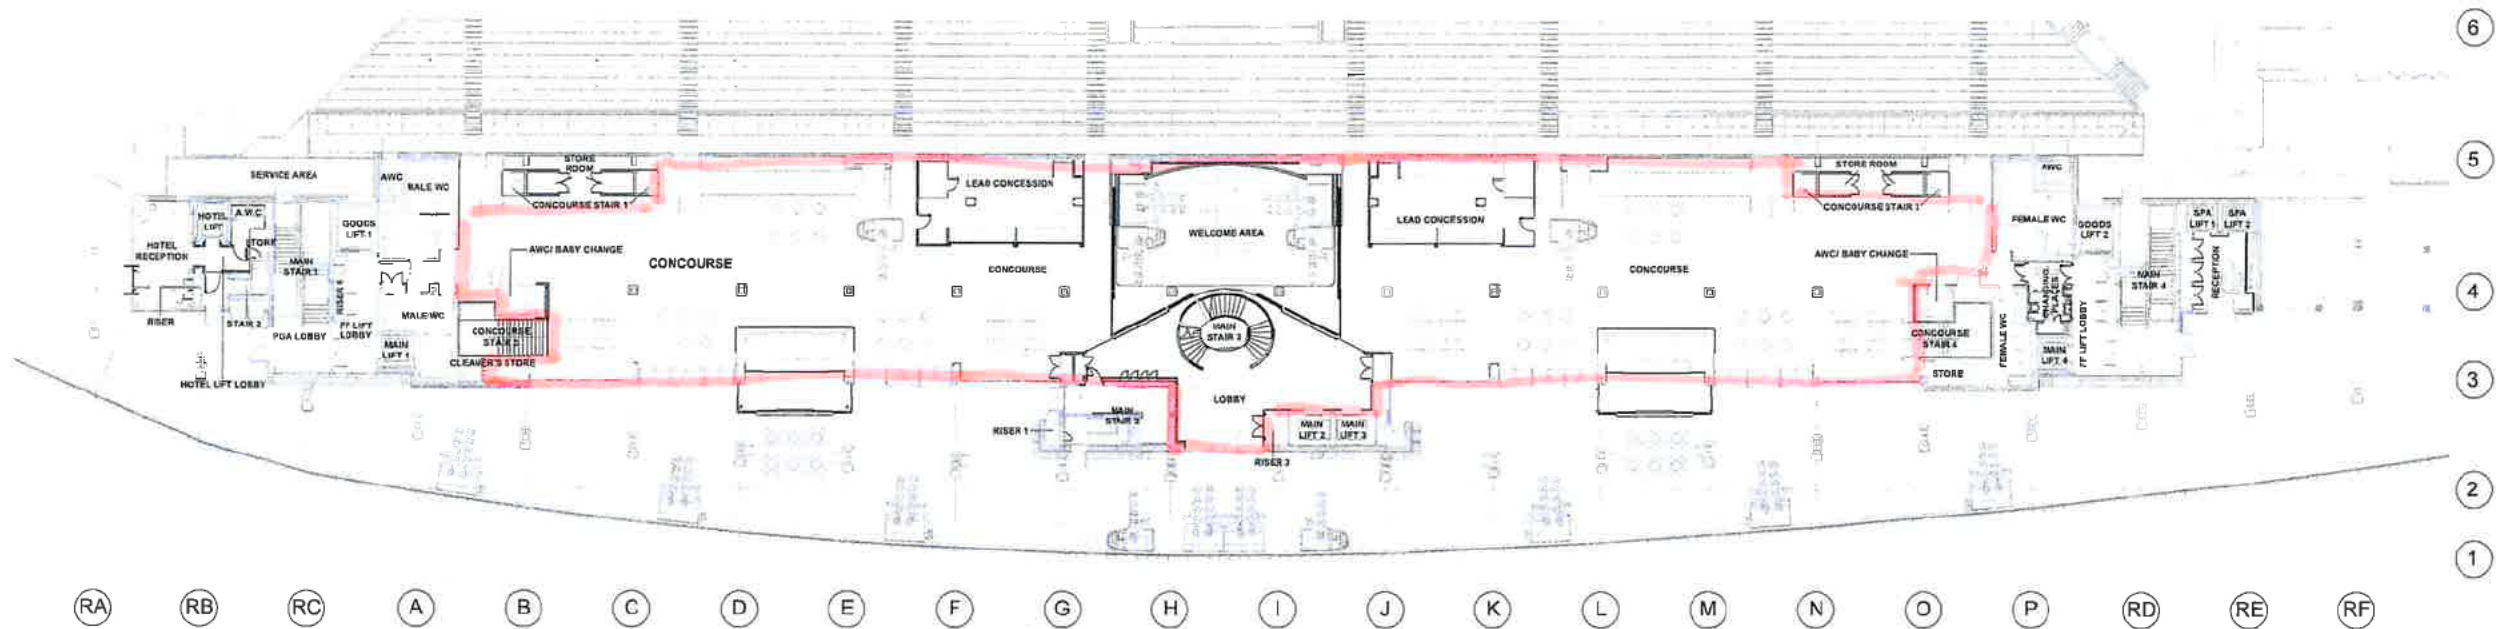 6
STORE
ROOM
STORE ROOM
5
SERVICE AREA
AWC
MALE WC
LEAD CONCESSION
AWC
CONCOURSE STAIR 1
CONCOURSE STAIR
HOTEL
LIFT
A.W.C
GOODS
LIFT 1
LEAD CONCESSION
FEMALE WC
GOODS
LIFT 2
SPA
LIFT 1
SPA
LIFT 2
HOTEL
RECEPTION
STORE
WELCOME AREA
AWC/ BABY CHANGE
AWC/ BABY CHANGE
MAIN
STAIR 1
CONCOURSE
CONCOURSE
CONCOURSE
CHANGING
PLACES
MAIN
STAIR 4
RECEPTION
4
RISER
STAIR 2
RISER
MALE WC
PGA LOBBY
FF LIFT
LOBBY
CONCOURSE
STAIR
MAIN
STAIR 3
CONCOURSE
STAIR 4
FEMALE WC
FF LIFT LOBBY
MAIN
LIFT 1
MAIN
LIFT 4
CLEAVER'S STORE
HOTEL LIFT LOBBY
STORE
3
LOBBY
MAIN
STAIR
RISER 1
MAIN
LIFT 2
MAIN
LIFT 3
RISER 3
2
1
RA RB RC A B C D E F G H I J K L M N O P RD RE RF